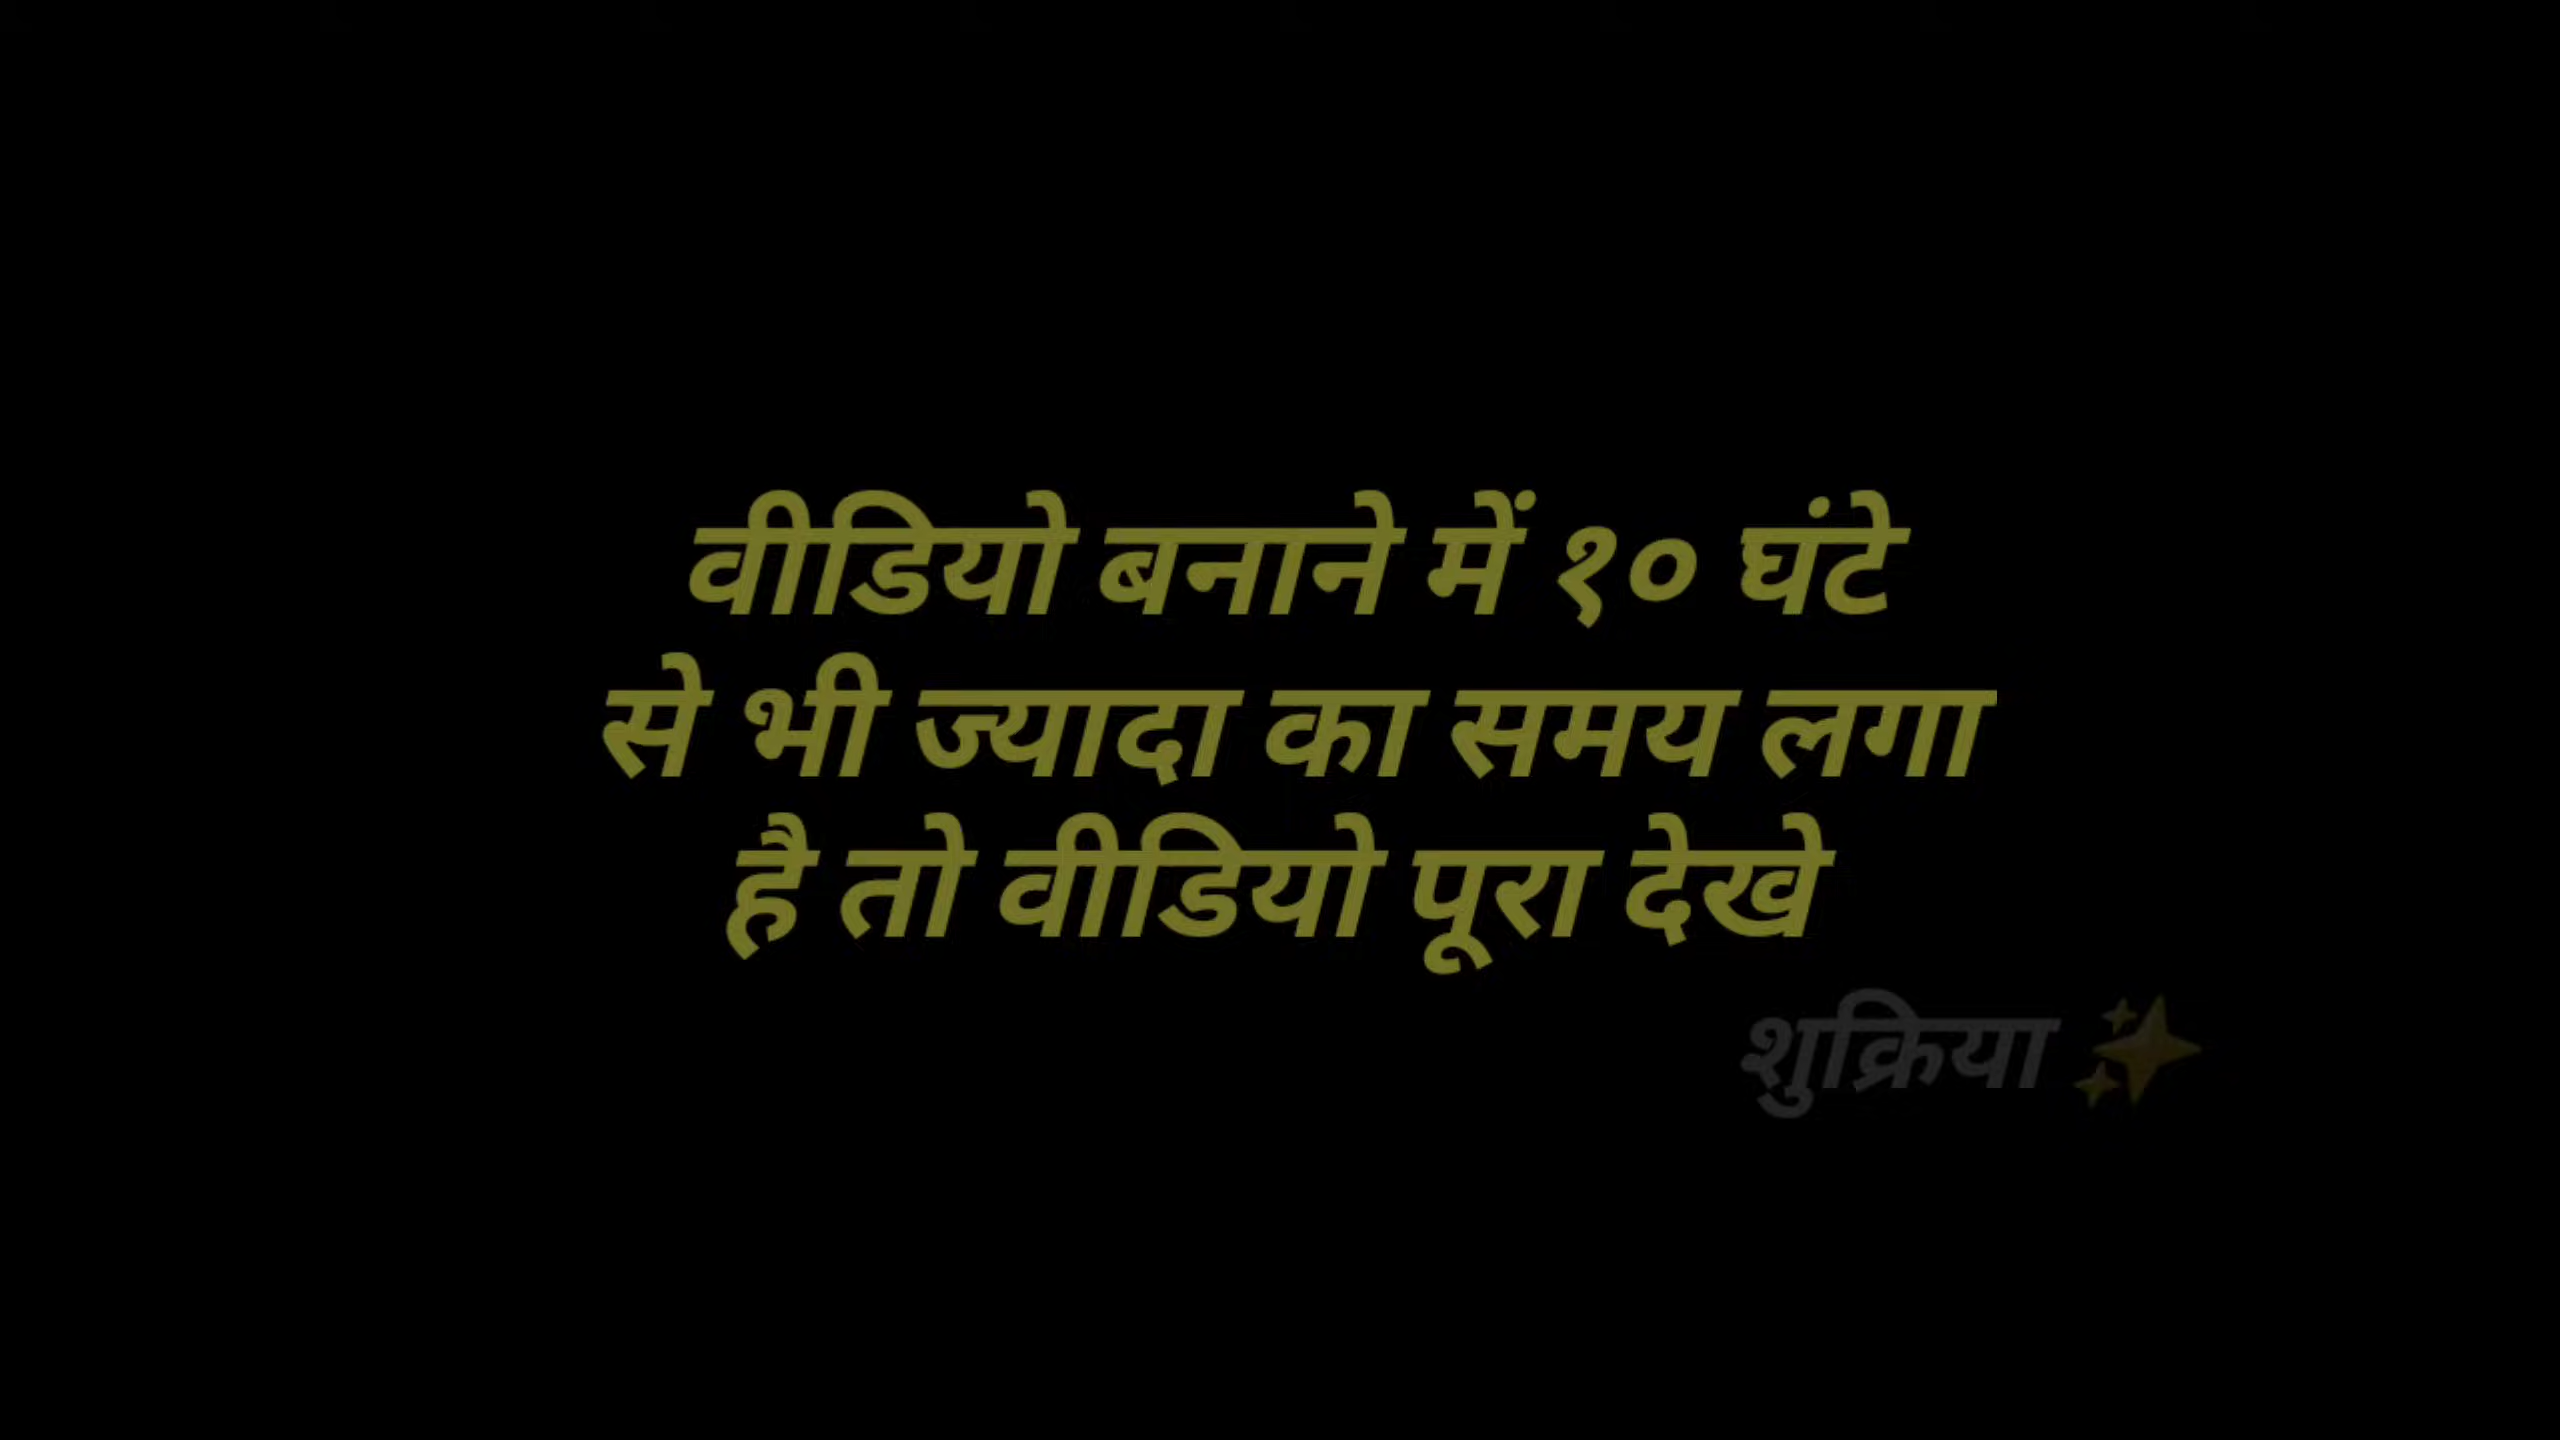 वीडियो बनाने में १० घंटे
से भी ज्यादा का समय लगा
है तो वीडियो पूरा देखे
शुक्रिया ✨